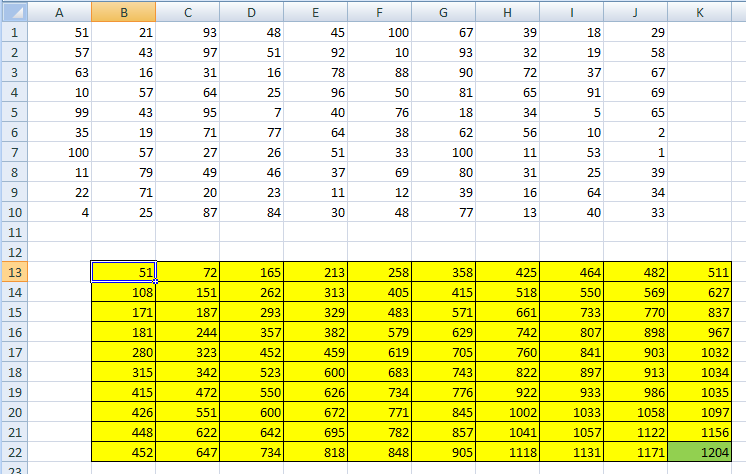 A B C D E F G H I J K
1 51 21 93 48 45 100 67 39 18 29
2 57 43 97 51 92 10 93 32 19 58
3 63 16 31 16 78 88 90 72 37 67
4 10 57 64 25 96 50 81 65 91 69
5 99 43 95 7 40 76 18 34 5 65
6 35 19 71 77 64 38 62 56 10 2
7 100 57 27 26 51 33 100 11 53 1
8 11 79 49 46 37 69 80 31 25 39
9 22 71 20 23 11 12 39 16 64 34
10 4 25 87 84 30 48 77 13 40 33
11
12
13 51 72 165 213 258 358 425 464 482 511
14 108 151 262 313 405 415 518 550 569 627
15 171 187 293 329 483 571 661 733 770 837
16 181 244 357 382 579 629 742 807 898 967
17 280 323 452 459 619 705 760 841 903 1032
18 315 342 523 600 683 743 822 897 913 1034
19 415 472 550 626 734 776 922 933 986 1035
20 426 551 600 672 771 845 1002 1033 1058 1097
21 448 622 642 695 782 857 1041 1057 1122 1156
22 452 647 734 818 848 905 1118 1131 1171 1204
23